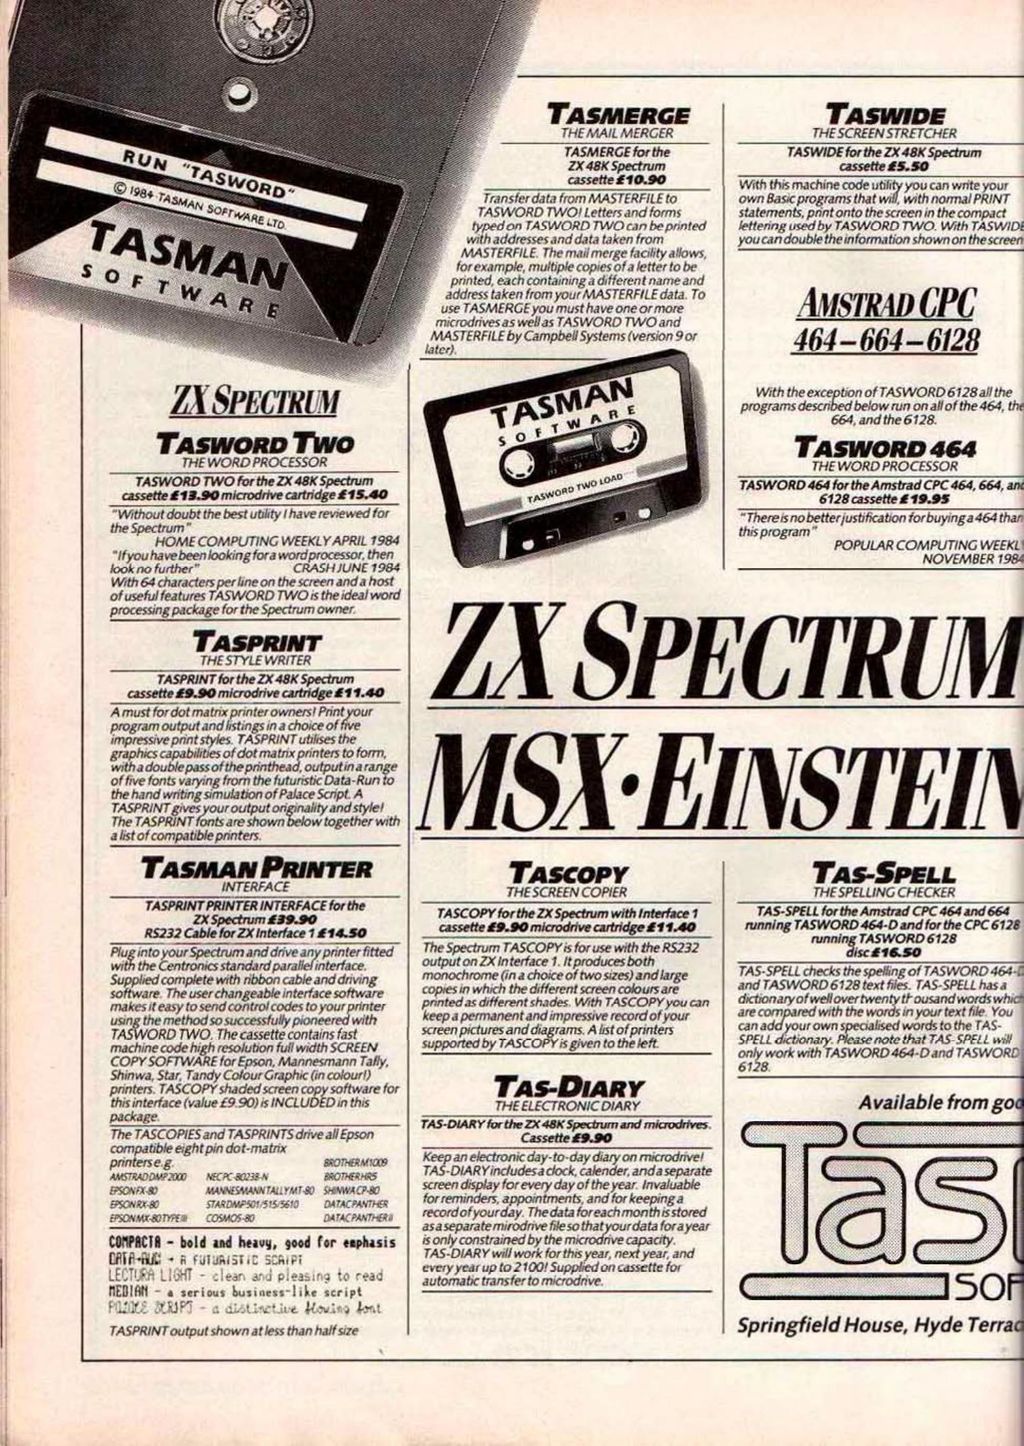 RUN "TASWORD"
© 1984 TASMAN SOFTWARE LTD.
TASMAN
SOFTWARE
ZX SPECTRUM
TASWORD TWO
THE WORD PROCESSOR
TASWORD TWO for the ZX 48K Spectrum
cassette £13.90 microdrive cartridge £15.40
"Without doubt the best utility I have reviewed for
the Spectrum"
HOME COMPUTING WEEKLY APRIL 1984
"If you have been looking for a word processor, then
look no further" CRASH JUNE 1984
With 64 characters per line on the screen and a host
of useful features TASWORD TWO is the ideal word
processing package for the Spectrum owner.
TASPRINT
THE STYLE WRITER
TASPRINT for the ZX 48K Spectrum
cassette £9.90 microdrive cartridge £11.40
A must for dot matrix printer owners! Print your
program output and listings in a choice of five
impressive print styles. TASPRINT utilises the
graphics capabilities of dot matrix printers to form,
with a double pass of the printhead, output in a range
of five fonts varying from the futuristic Data-Run to
the hand writing simulation of Palace Script. A
TASPRINT gives your output originality and style!
The TASPRINT fonts are shown below together with
a list of compatible printers.
TASMAN PRINTER
INTERFACE
TASPRINT PRINTER INTERFACE for the
ZX Spectrum £39.90
RS232 Cable for ZX Interface 1 £14.50
Plug into your Spectrum and drive any printer fitted
with the Centronics standard parallel interface.
Supplied complete with ribbon cable and driving
software. The user changeable interface software
makes it easy to send control codes to your printer
using the method so successfully pioneered with
TASWORD TWO. The cassette contains fast
machine code high resolution full width SCREEN
COPY SOFTWARE for Epson, Mannesmann Tally,
Shinwa, Star, Tandy Colour Graphic (in colour!)
printers. TASCOPY shaded screen copy software for
this interface (value £9.90) is INCLUDED in this
package.
The TASCOPIES and TASPRINTS drive all Epson
compatible eight pin dot-matrix
printers e.g. BROTHER M1009
AMSTRAD DMP 2000 NEC PC-8023B-N BROTHER HR5
EPSON FX-80 MANNESMANN TALLY MT-80 SHINWA CP-80
EPSON RX-80 STAR DMP 501/515/5610 DATAC PANTHER
EPSON MX-80 TYPE III COSMOS-80 DATAC PANTHER II
COMPACTA - bold and heavy, good for emphasis
DATA-RUN - A FUTURISTIC SCRIPT
LECTURA LIGHT - clean and pleasing to read
MEDIAN - a serious business-like script
PALACE SCRIPT - a distinctive flowing font
TASPRINT output shown at less than half size
TASMERGE
THE MAIL MERGER
TASMERGE for the
ZX 48K Spectrum
cassette £10.90
Transfer data from MASTERFILE to
TASWORD TWO! Letters and forms
typed on TASWORD TWO can be printed
with addresses and data taken from
MASTERFILE. The mail merge facility allows,
for example, multiple copies of a letter to be
printed, each containing a different name and
address taken from your MASTERFILE data. To
use TASMERGE you must have one or more
microdrives as well as TASWORD TWO and
MASTERFILE by Campbell Systems (version 9 or
later).
TASMAN
SOFTWARE
TASWORD TWO LOAD
TASWIDE
THE SCREEN STRETCHER
TASWIDE for the ZX 48K Spectrum
cassette £5.50
With this machine code utility you can write your
own Basic programs that will, with normal PRINT
statements, print onto the screen in the compact
lettering used by TASWORD TWO. With TASWIDE
you can double the information shown on the screen
AMSTRAD CPC
464-664-6128
With the exception of TASWORD 6128 all the
programs described below run on all of the 464, the
664, and the 6128.
TASWORD 464
THE WORD PROCESSOR
TASWORD 464 for the Amstrad CPC 464, 664, and
6128 cassette £19.95
"There is no better justification for buying a 464 than
this program"
POPULAR COMPUTING WEEKLY
NOVEMBER 1984
ZX SPECTRUM
MSX·EINSTEIN
TASCOPY
THE SCREEN COPIER
TASCOPY for the ZX Spectrum with Interface 1
cassette £9.90 microdrive cartridge £11.40
The Spectrum TASCOPY is for use with the RS232
output on ZX Interface 1. It produces both
monochrome (in a choice of two sizes) and large
copies in which the different screen colours are
printed as different shades. With TASCOPY you can
keep a permanent and impressive record of your
screen pictures and diagrams. A list of printers
supported by TASCOPY is given to the left.
TAS-DIARY
THE ELECTRONIC DIARY
TAS-DIARY for the ZX 48K Spectrum and microdrives.
Cassette £9.90
Keep an electronic day-to-day diary on microdrive!
TAS-DIARY includes a clock, calender, and a separate
screen display for every day of the year. Invaluable
for reminders, appointments, and for keeping a
record of your day. The data for each month is stored
as a separate mirodrive file so that your data for a year
is only constrained by the microdrive capacity.
TAS-DIARY will work for this year, next year, and
every year up to 2100! Supplied on cassette for
automatic transfer to microdrive.
TAS-SPELL
THE SPELLING CHECKER
TAS-SPELL for the Amstrad CPC 464 and 664
running TASWORD 464-D and for the CPC 6128
running TASWORD 6128
disc £16.50
TAS-SPELL checks the spelling of TASWORD 464-D
and TASWORD 6128 text files. TAS-SPELL has a
dictionary of well over twenty thousand words which
are compared with the words in your text file. You
can add your own specialised words to the TAS-
SPELL dictionary. Please note that TAS-SPELL will
only work with TASWORD 464-D and TASWORD
6128.
Available from goo
Tas
SOF
Springfield House, Hyde Terrac